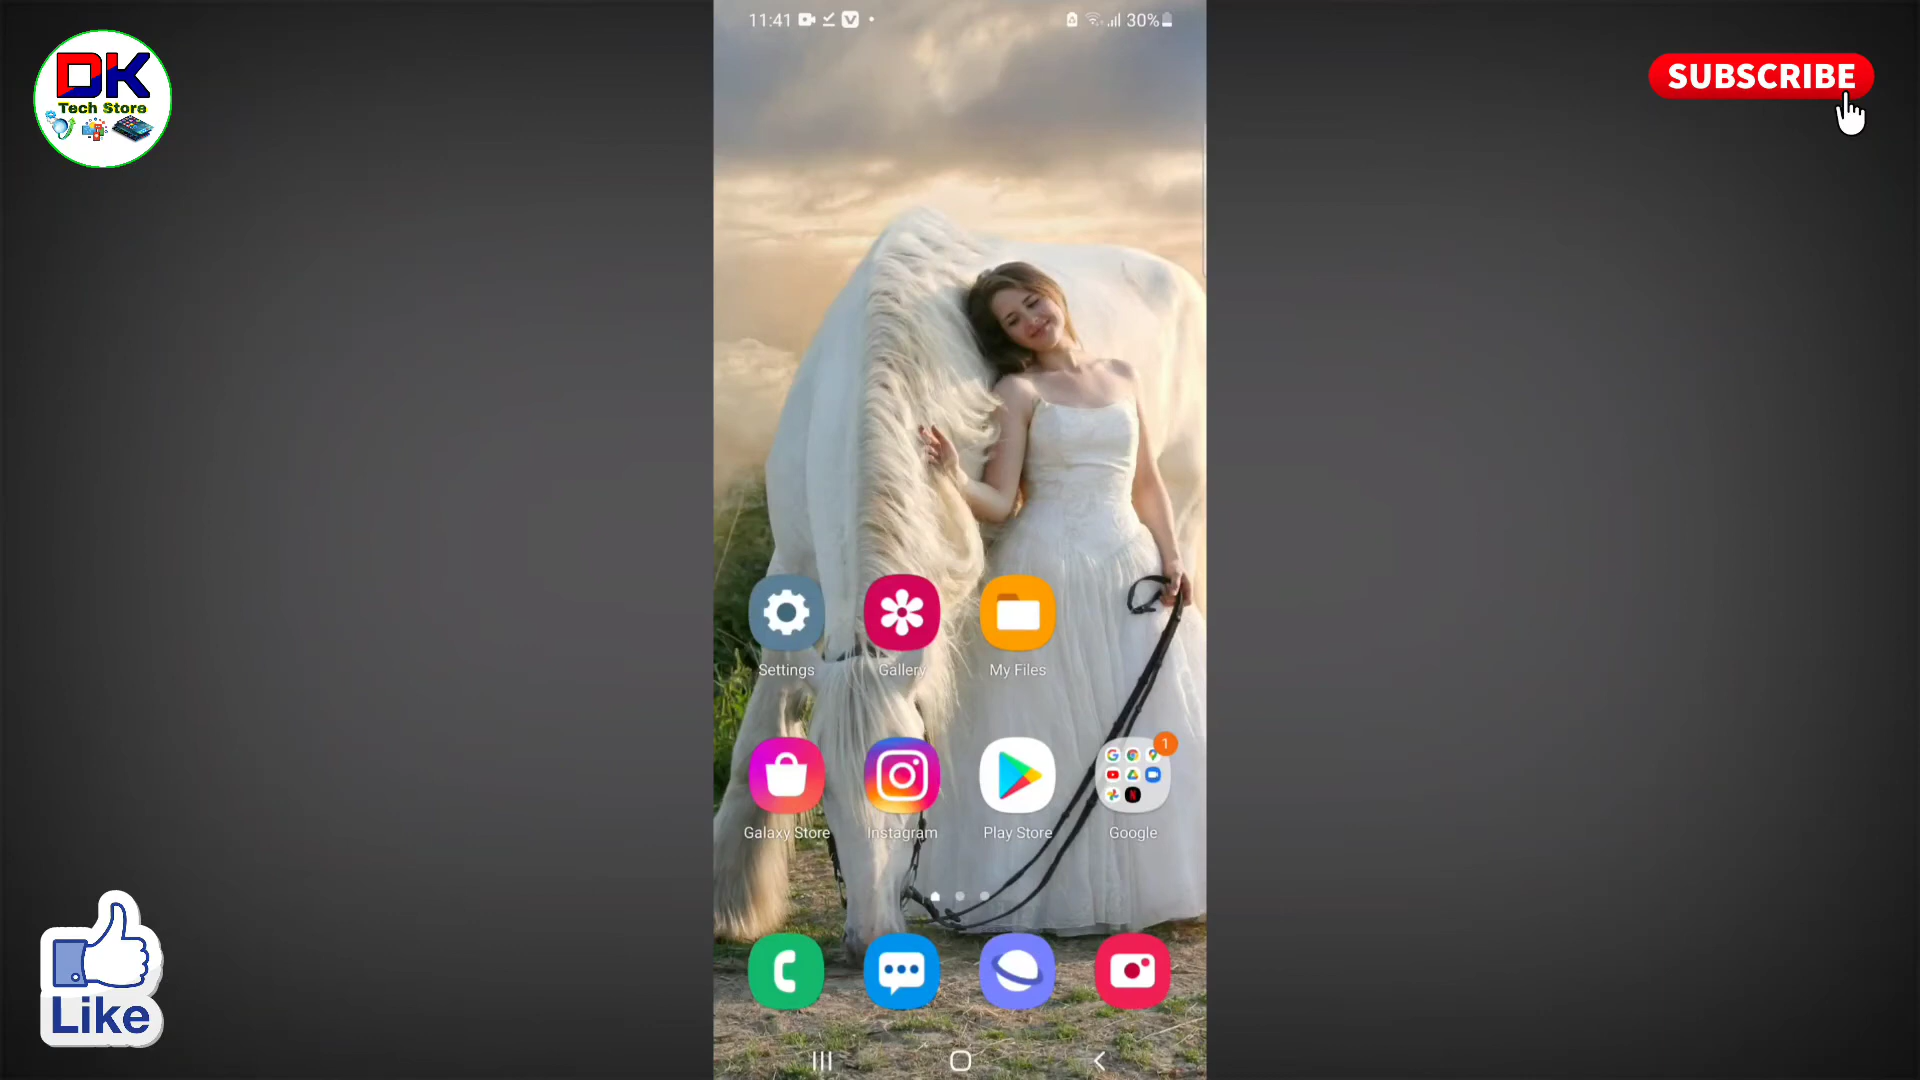 11:41
30%
DK
Tech Store
SUBSCRIBE
Settings
Gallery
My Files
1
Galaxy Store
Instagram
Play Store
Google
Like